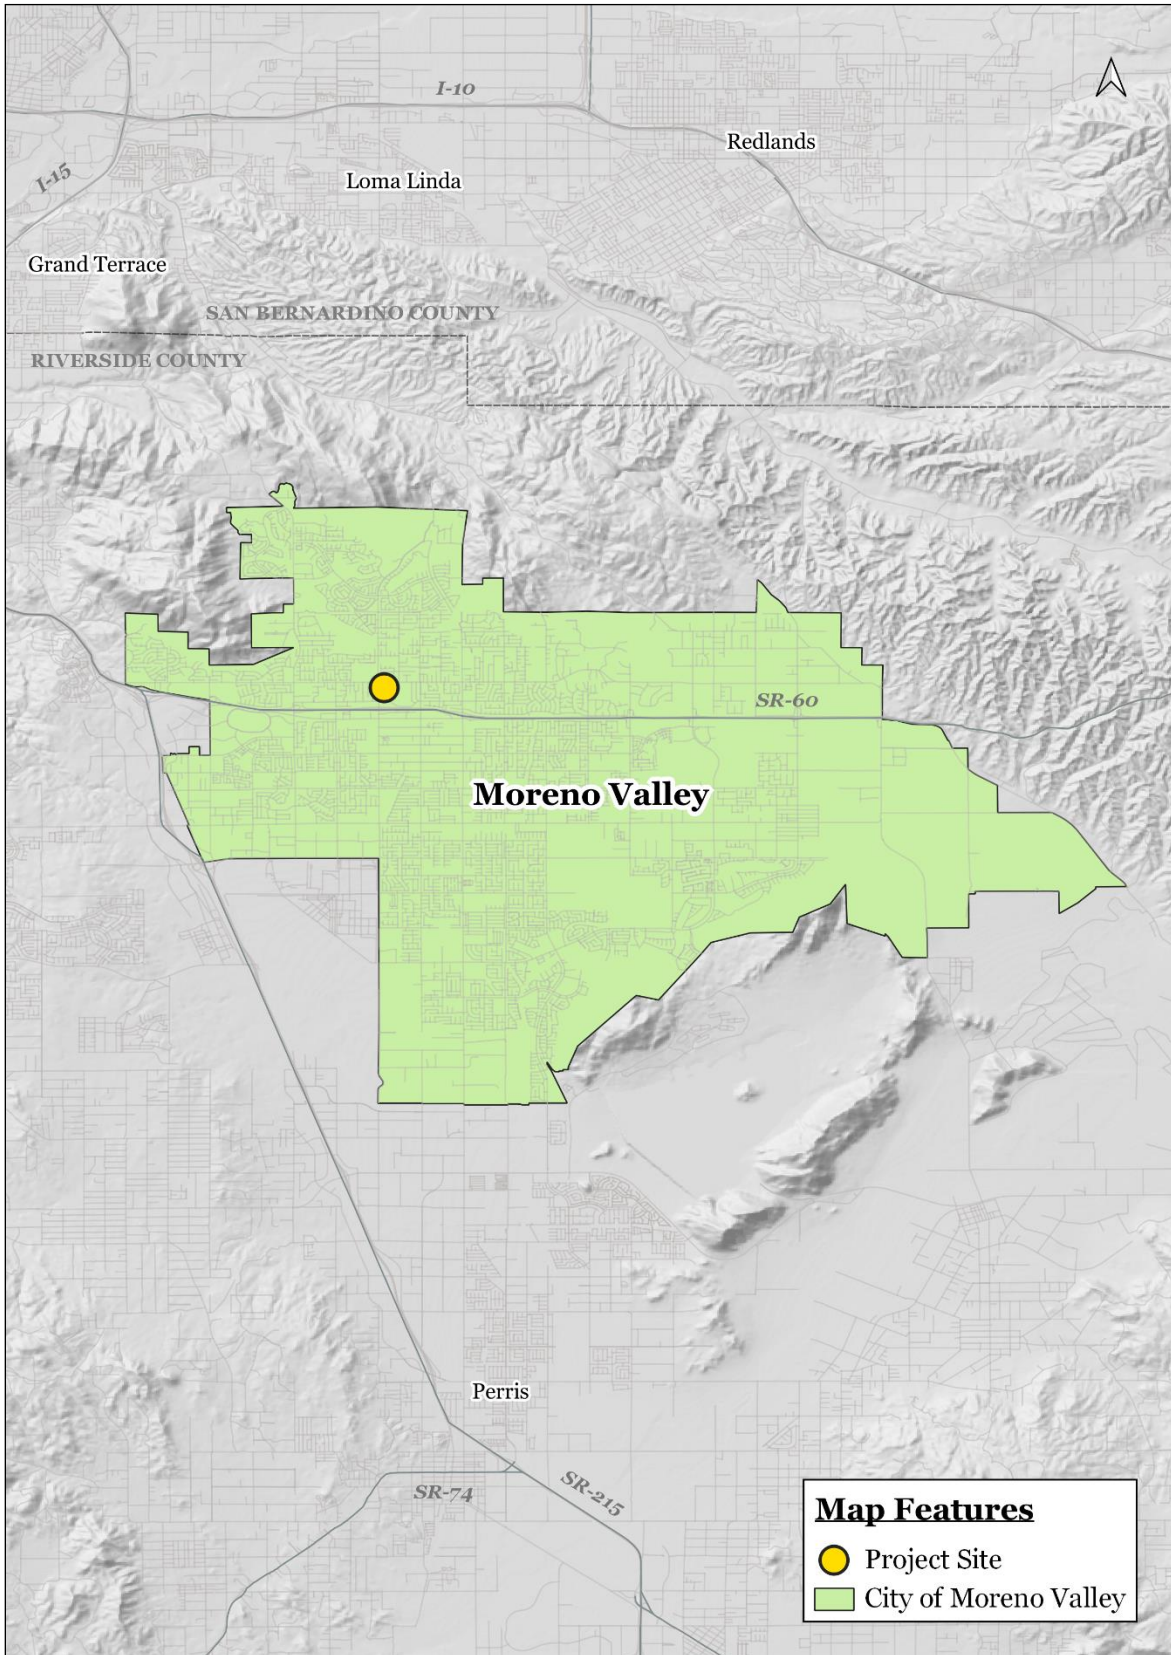 I-10
Redlands
I-15
Loma Linda
Grand Terrace
SAN BERNARDINO COUNTY
RIVERSIDE COUNTY
SR-60
Moreno Valley
Perris
SR-74
SR-215
Map Features
Project Site
City of Moreno Valley